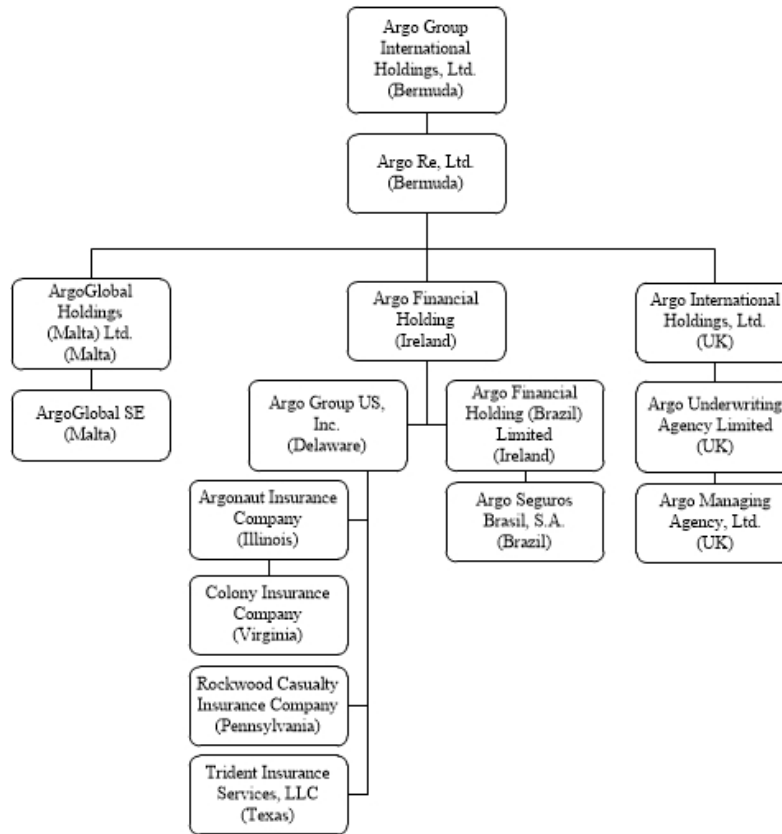 Argo Group
International
Holdings, Ltd.
(Bermuda)
Argo Re, Ltd.
(Bermuda)
ArgoGlobal
Holdings
(Malta) Ltd.
(Malta)
Argo Financial
Holding
(Ireland)
Argo International
Holdings, Ltd.
(UK)
ArgoGlobal SE
(Malta)
Argo Group US,
Inc.
(Delaware)
Argo Financial
Holding (Brazil)
Limited
(Ireland)
Argo Underwriting
Agency Limited
(UK)
Argonaut Insurance
Company
(Illinois)
Argo Seguros
Brasil, S.A.
(Brazil)
Argo Managing
Agency, Ltd.
(UK)
Colony Insurance
Company
(Virginia)
Rockwood Casualty
Insurance Company
(Pennsylvania)
Trident Insurance
Services, LLC
(Texas)